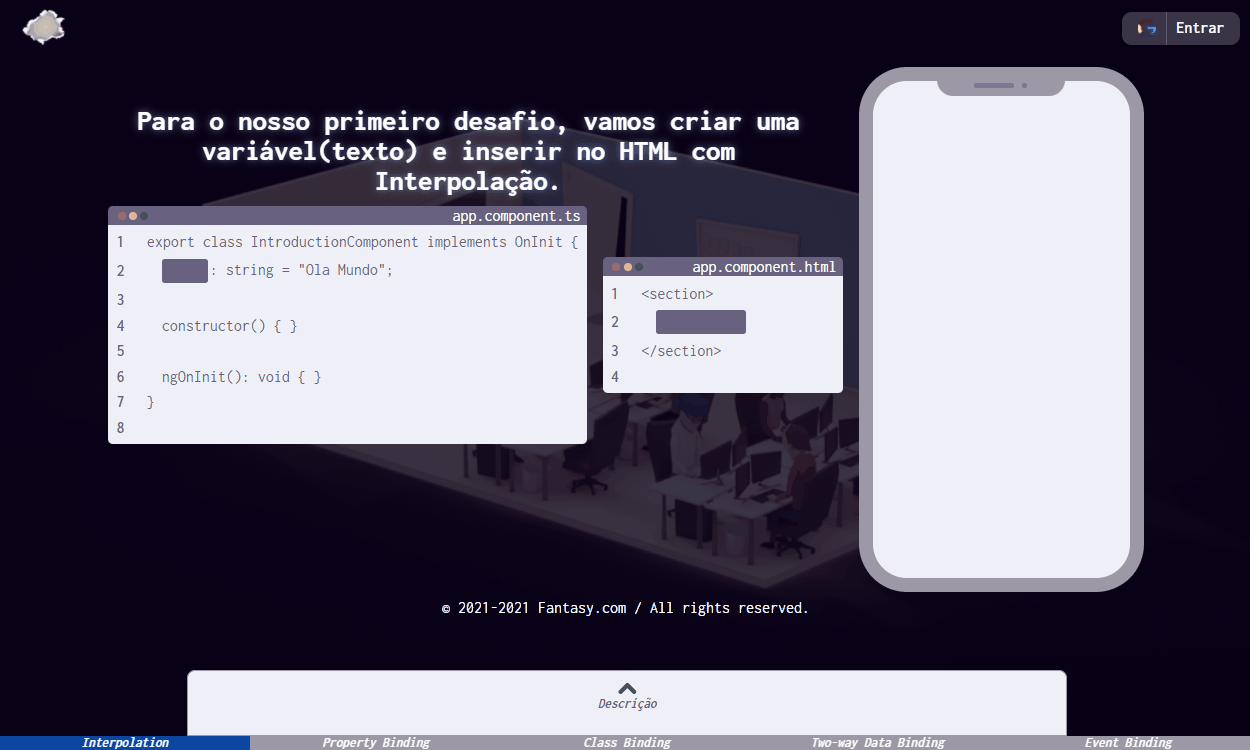 Entrar
Para o nosso primeiro desafio, vamos criar uma
variável(texto) e inserir no HTML com
Interpolação.
app.component.ts
1 export class IntroductionComponent implements OnInit {
2 : string = "Ola Mundo";
3
4 constructor() { }
5
6 ngOnInit(): void { }
7 }
8
app.component.html
1 <section>
2
3 </section>
4
© 2021-2021 Fantasy.com / All rights reserved.
Descrição
Interpolation Property Binding Class Binding Two-way Data Binding Event Binding